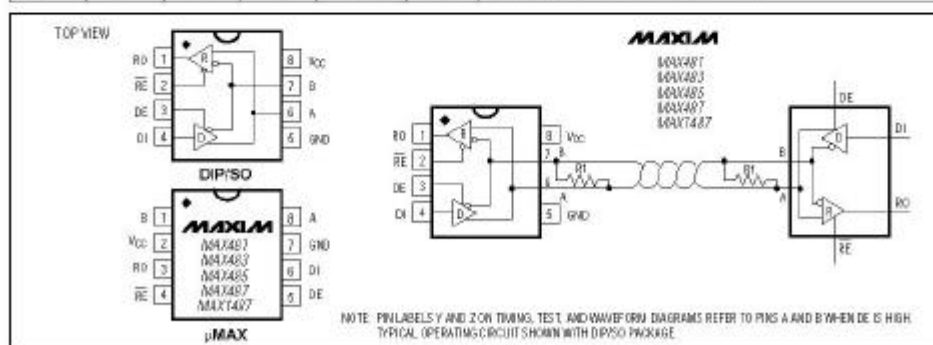 TOP VIEW
RO 1
8 VCC
R
RE 2
7 B
DE 3
6 A
DI 4
D
5 GND
DIP/SO
B 1
8 A
VCC 2
7 GND
RO 3
6 DI
RE 4
5 DE
MAXIM
MAX481
MAX483
MAX485
MAX487
MAX1487
µMAX
MAXIM
MAX481
MAX483
MAX485
MAX487
MAX1487
RO 1
R
8 VCC
RE 2
7 B
DE 3
6 A
DI 4
D
5 GND
Rt
Rt
B
A
DE
D
DI
R
RO
RE
NOTE: PIN LABELS Y AND Z ON TIMING, TEST, AND WAVEFORM DIAGRAMS REFER TO PINS A AND B WHEN DE IS HIGH.
TYPICAL OPERATING CIRCUIT SHOWN WITH DIP/SO PACKAGE.